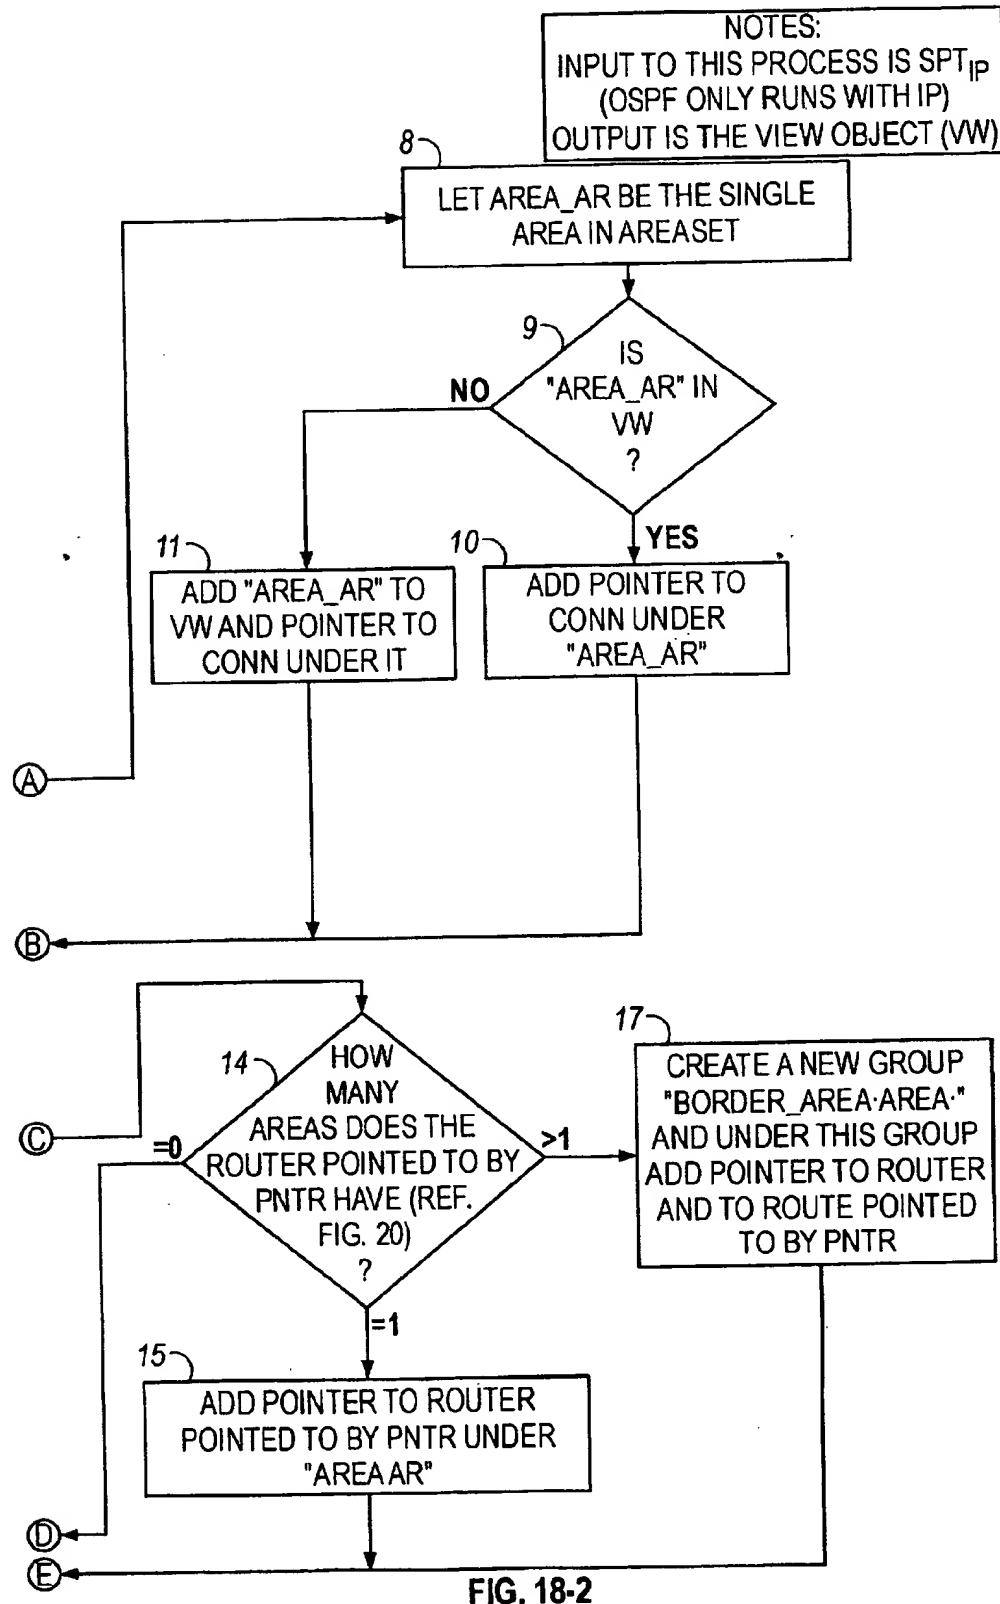 NOTES:
INPUT TO THIS PROCESS IS SPTIP
(OSPF ONLY RUNS WITH IP)
OUTPUT IS THE VIEW OBJECT (VW)
8
LET AREA_AR BE THE SINGLE
AREA IN AREASET
9
IS
"AREA_AR" IN
VW
?
NO
YES
11
ADD "AREA_AR" TO
VW AND POINTER TO
CONN UNDER IT
10
ADD POINTER TO
CONN UNDER
"AREA_AR"
A
B
C
14
HOW
MANY
AREAS DOES THE
ROUTER POINTED TO BY
PNTR HAVE (REF.
FIG. 20)
?
=0
>1
=1
17
CREATE A NEW GROUP
"BORDER_AREA·AREA·"
AND UNDER THIS GROUP
ADD POINTER TO ROUTER
AND TO ROUTE POINTED
TO BY PNTR
15
ADD POINTER TO ROUTER
POINTED TO BY PNTR UNDER
"AREA AR"
D
E
FIG. 18-2